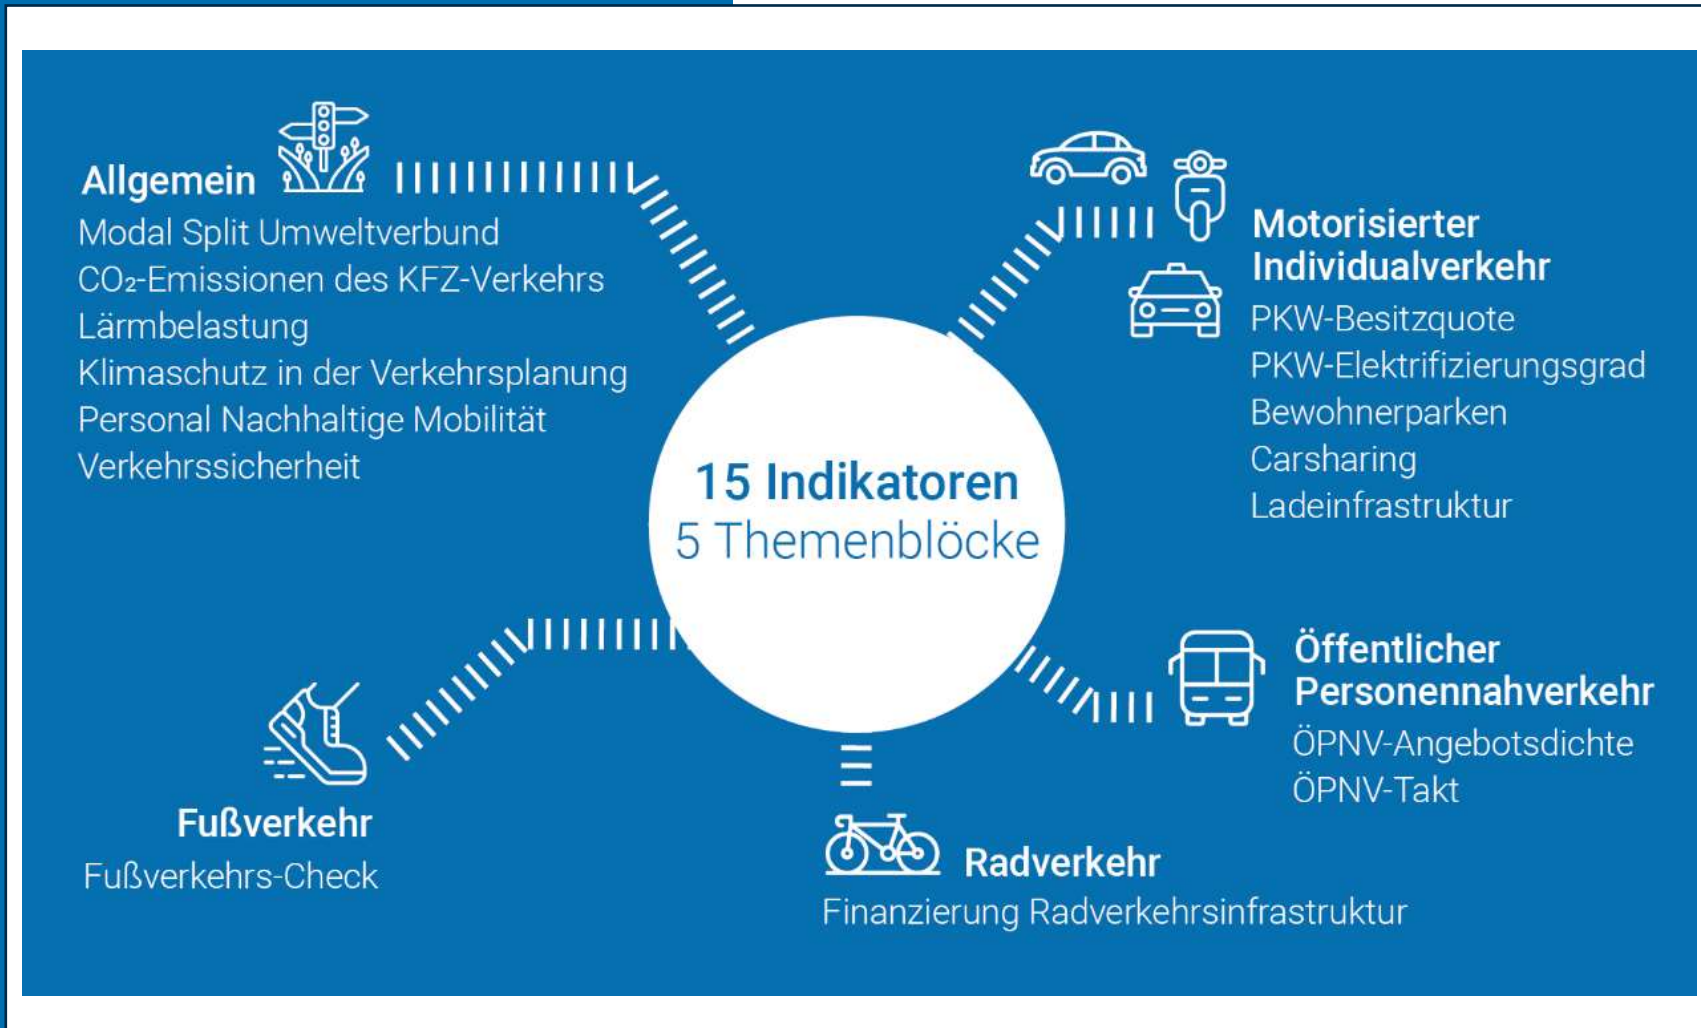 Allgemein
Modal Split Umweltverbund
CO₂-Emissionen des KFZ-Verkehrs
Lärmbelastung
Klimaschutz in der Verkehrsplanung
Personal Nachhaltige Mobilität
Verkehrssicherheit
Motorisierter
Individualverkehr
PKW-Besitzquote
PKW-Elektrifizierungsgrad
Bewohnerparken
Carsharing
Ladeinfrastruktur
15 Indikatoren
5 Themenblöcke
Öffentlicher
Personennahverkehr
ÖPNV-Angebotsdichte
ÖPNV-Takt
Fußverkehr
Fußverkehrs-Check
Radverkehr
Finanzierung Radverkehrsinfrastruktur